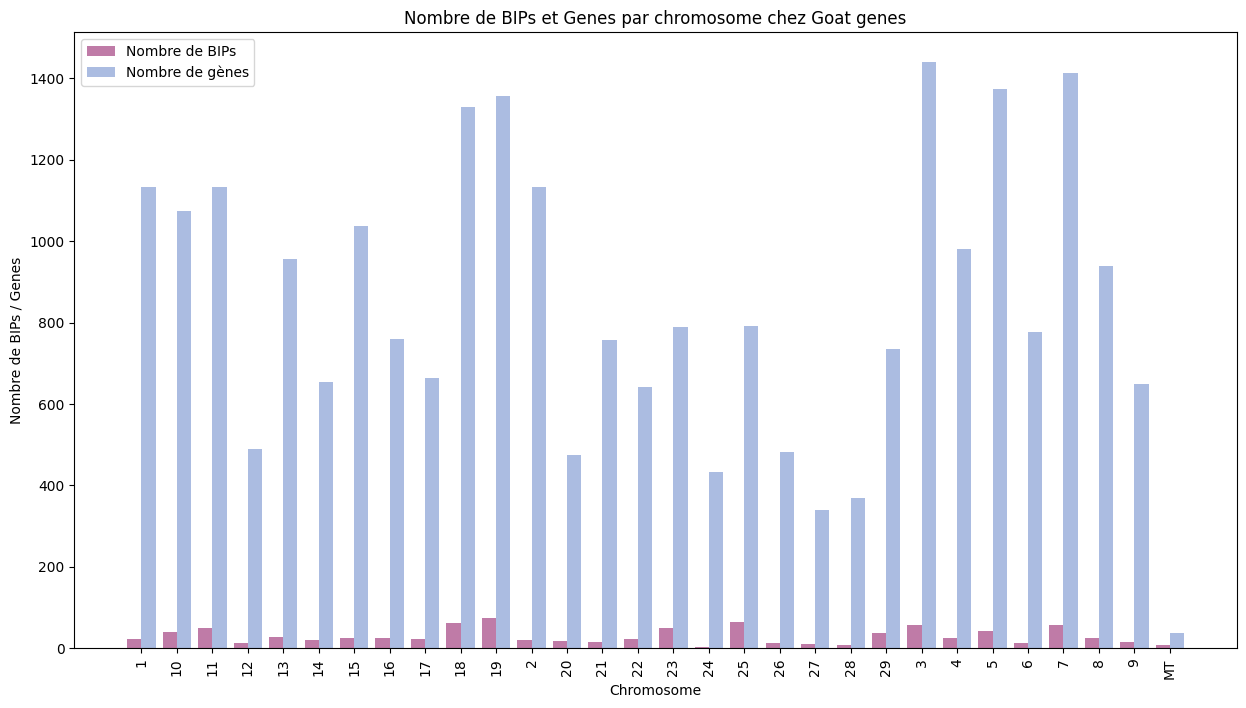 Nombre de BIPs et Genes par chromosome chez Goat genes
Nombre de BIPs
Nombre de gènes
1400
1200
1000
800
600
400
200
0
Nombre de BIPs / Genes
1 10 11 12 13 14 15 16 17 18 19 2 20 21 22 23 24 25 26 27 28 29 3 4 5 6 7 8 9 MT
Chromosome